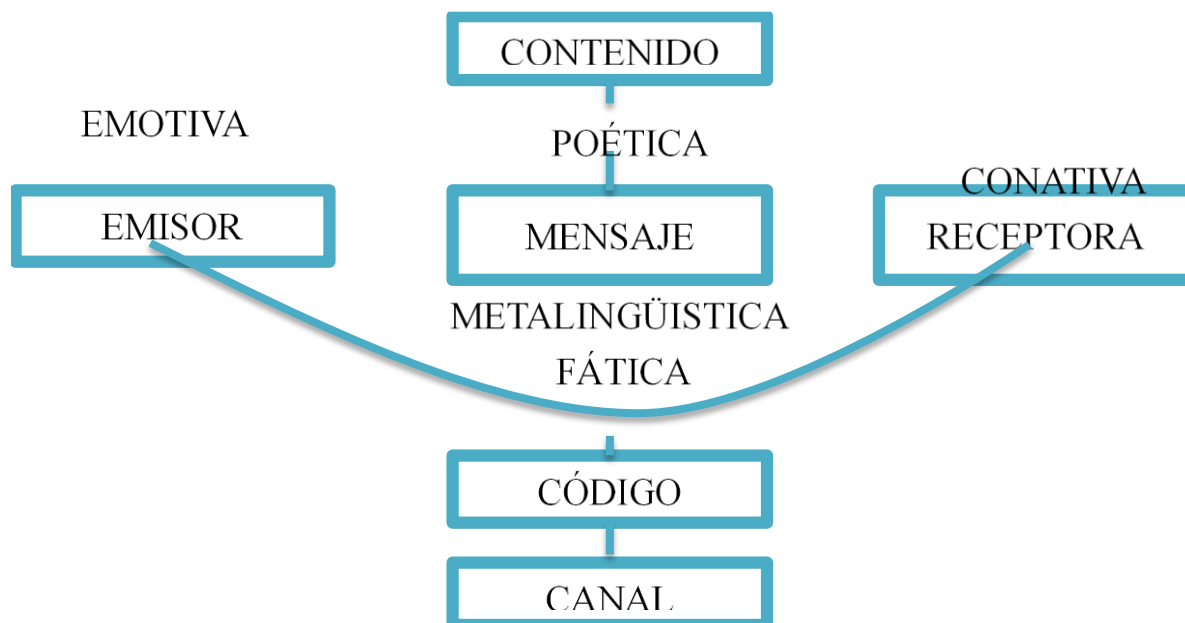 CONTENIDO
EMOTIVA
POÉTICA
CONATIVA
EMISOR
MENSAJE
RECEPTORA
METALINGÜISTICA
FÁTICA
CÓDIGO
CANAL